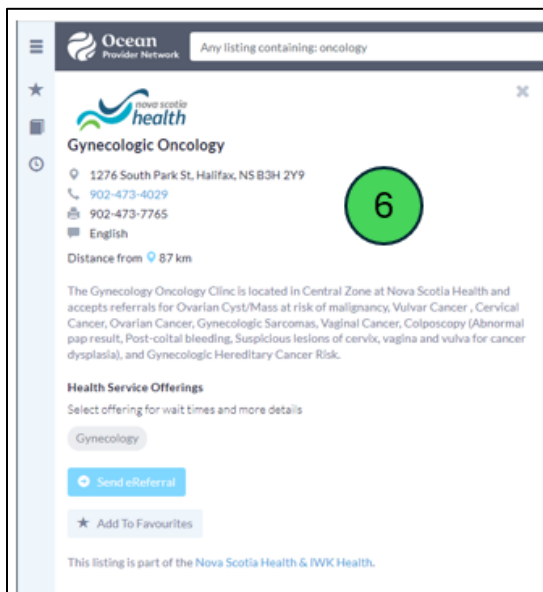 Ocean
Provider Network
Any listing containing: oncology
nova scotia
health
Gynecologic Oncology
1276 South Park St, Halifax, NS B3H 2Y9
902-473-4029
902-473-7765
English
Distance from 87 km
6
The Gynecology Oncology Clinc is located in Central Zone at Nova Scotia Health and
accepts referrals for Ovarian Cyst/Mass at risk of malignancy, Vulvar Cancer , Cervical
Cancer, Ovarian Cancer, Gynecologic Sarcomas, Vaginal Cancer, Colposcopy (Abnormal
pap result, Post-coital bleeding, Suspicious lesions of cervix, vagina and vulva for cancer
dysplasia), and Gynecologic Hereditary Cancer Risk.
Health Service Offerings
Select offering for wait times and more details
Gynecology
Send eReferral
Add To Favourites
This listing is part of the Nova Scotia Health & IWK Health.